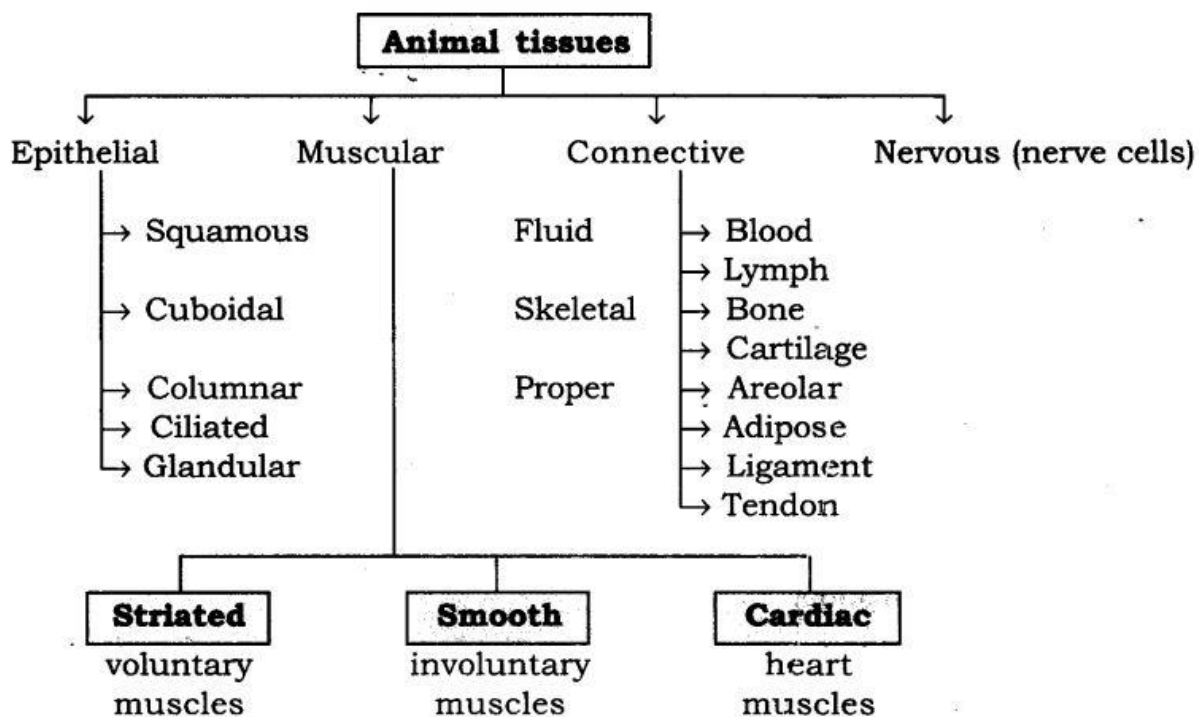 Animal tissues
Epithelial Muscular Connective Nervous (nerve cells)
Squamous Fluid Blood
Lymph
Cuboidal Skeletal Bone
Cartilage
Columnar Proper Areolar
Ciliated Adipose
Glandular Ligament
Tendon
Striated Smooth Cardiac
voluntary involuntary heart
muscles muscles muscles